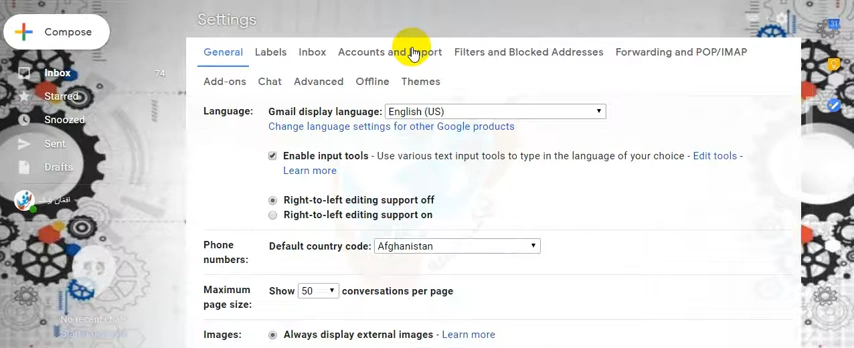 Settings
Compose
General Labels Inbox Accounts and Import Filters and Blocked Addresses Forwarding and POP/IMAP
Add-ons Chat Advanced Offline Themes
Inbox 74
Starred
Snoozed
Sent
Drafts
Language: Gmail display language: English (US)
Change language settings for other Google products
Enable input tools - Use various text input tools to type in the language of your choice - Edit tools -
Learn more
Right-to-left editing support off
Right-to-left editing support on
Phone numbers: Default country code: Afghanistan
Maximum page size: Show 50 conversations per page
Images: Always display external images - Learn more
No recent